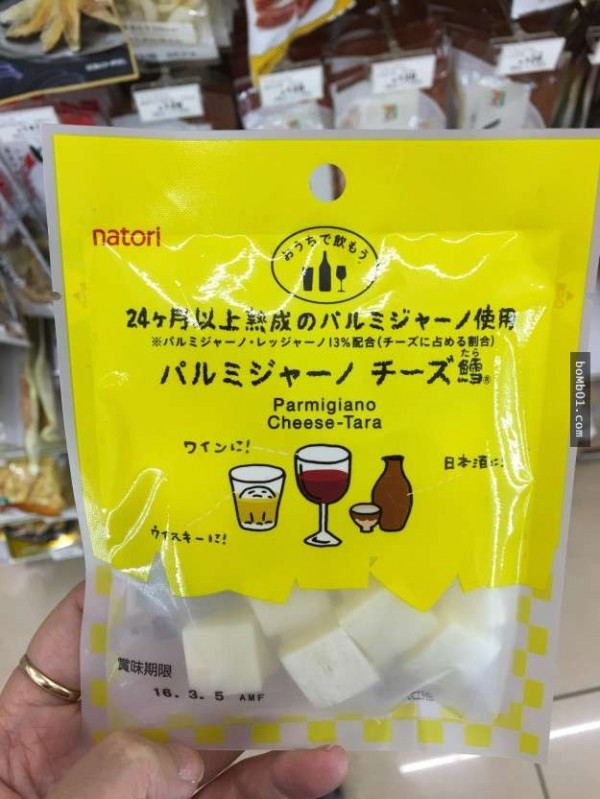 natori
おうちで飲もう
24ヶ月以上熟成のパルミジャーノ使用
※パルミジャーノ・レッジャーノ13%配合(チーズに占める割合)
たら
パルミジャーノ チーズ鱈®
Parmigiano
Cheese-Tara
ワインに!
日本酒に!
ウイスキーに!
賞味期限
16. 3. 5 AMF
boMb01.com